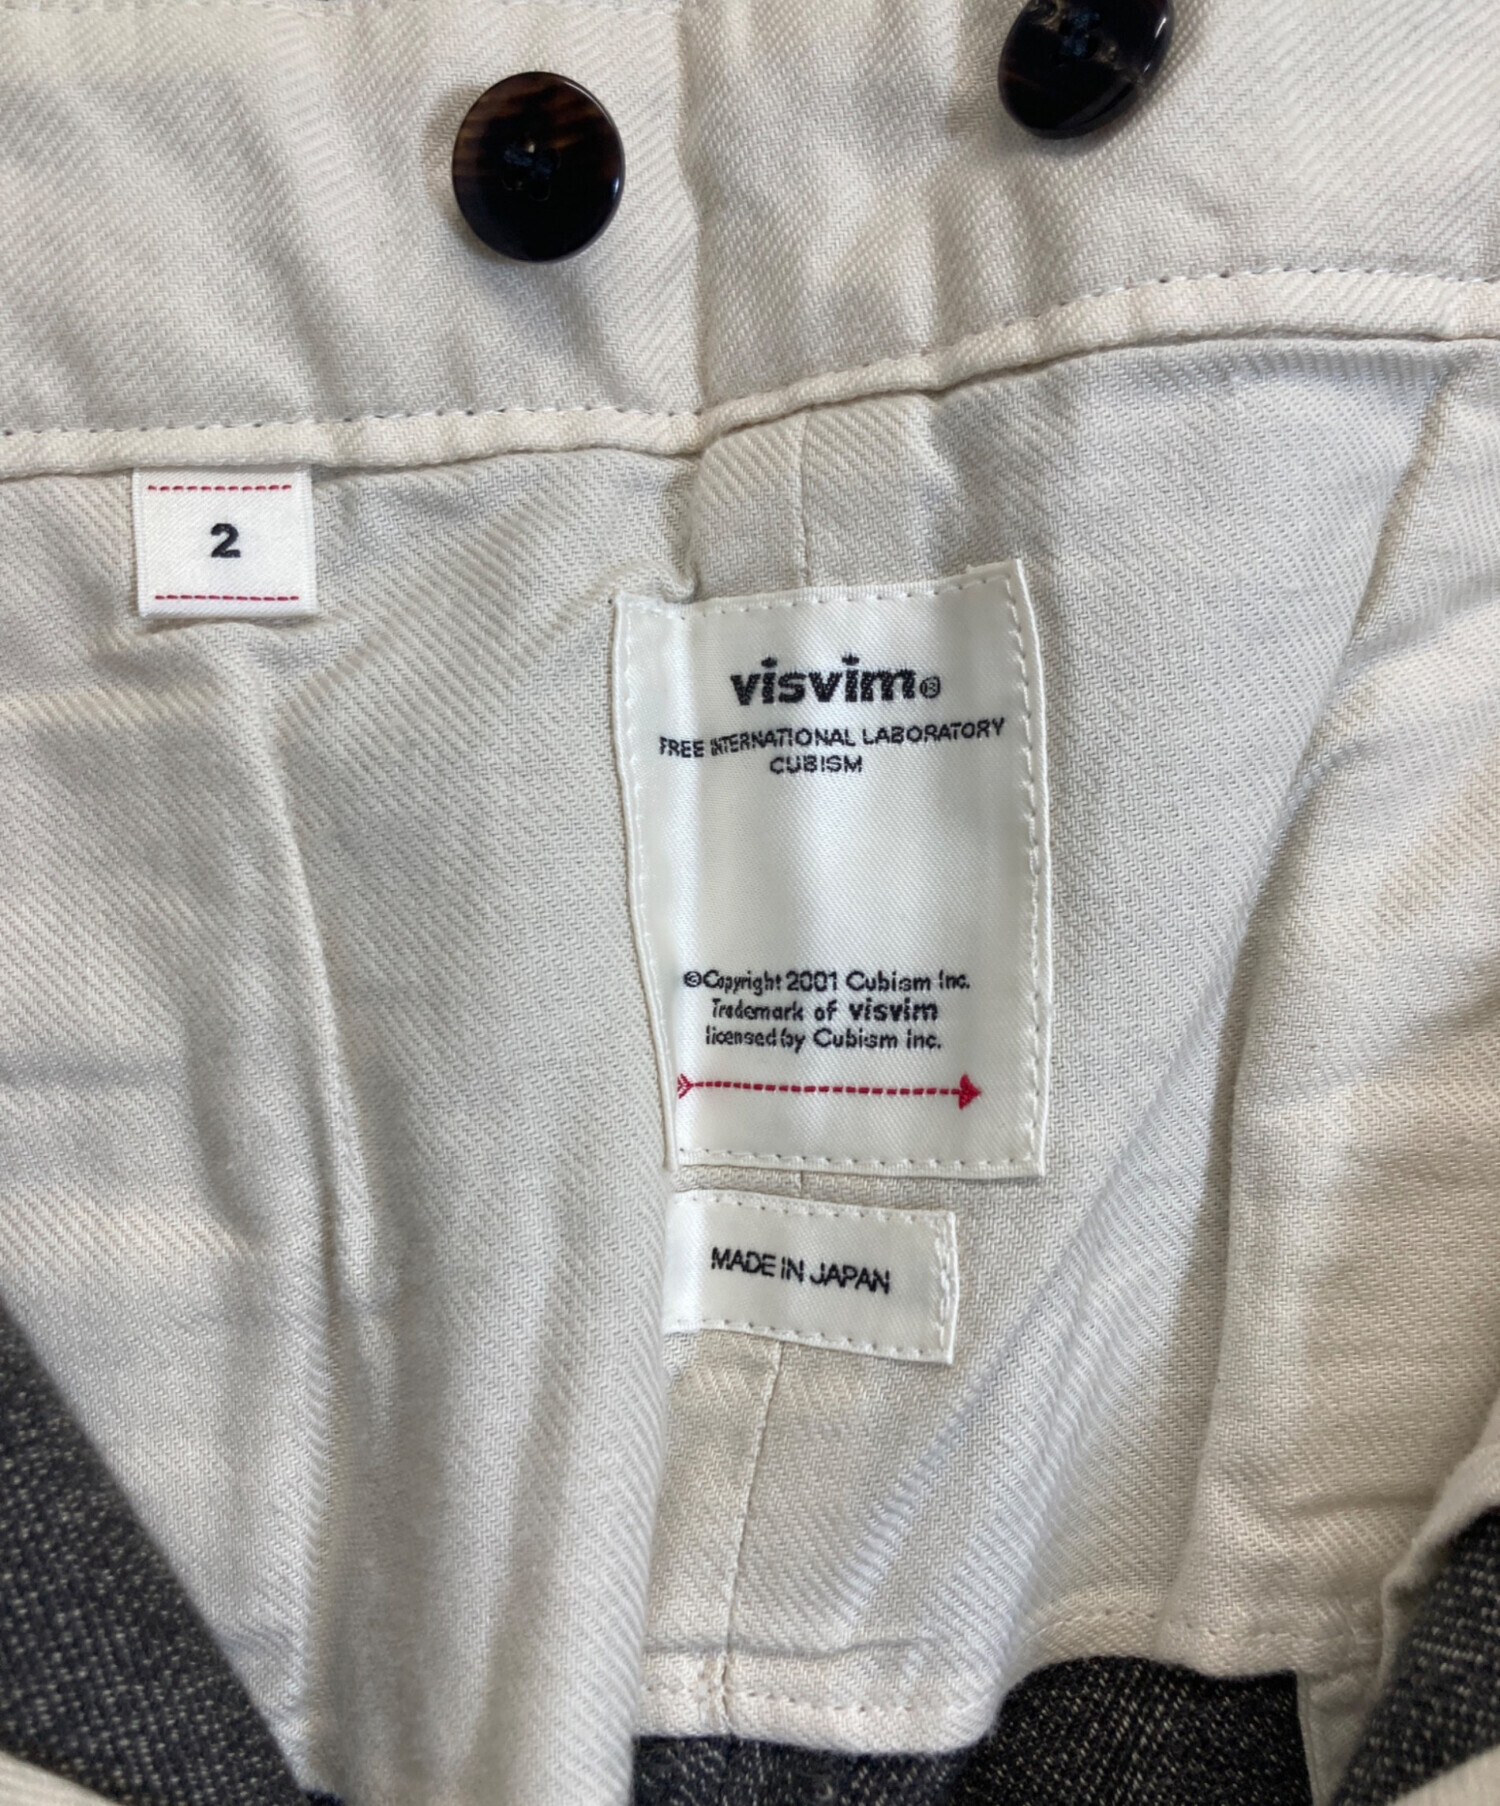 2
visvim®
FREE INTERNATIONAL LABORATORY
CUBISM
©Copyright 2001 Cubism Inc.
Trademark of visvim
licensed by Cubism Inc.
MADE IN JAPAN